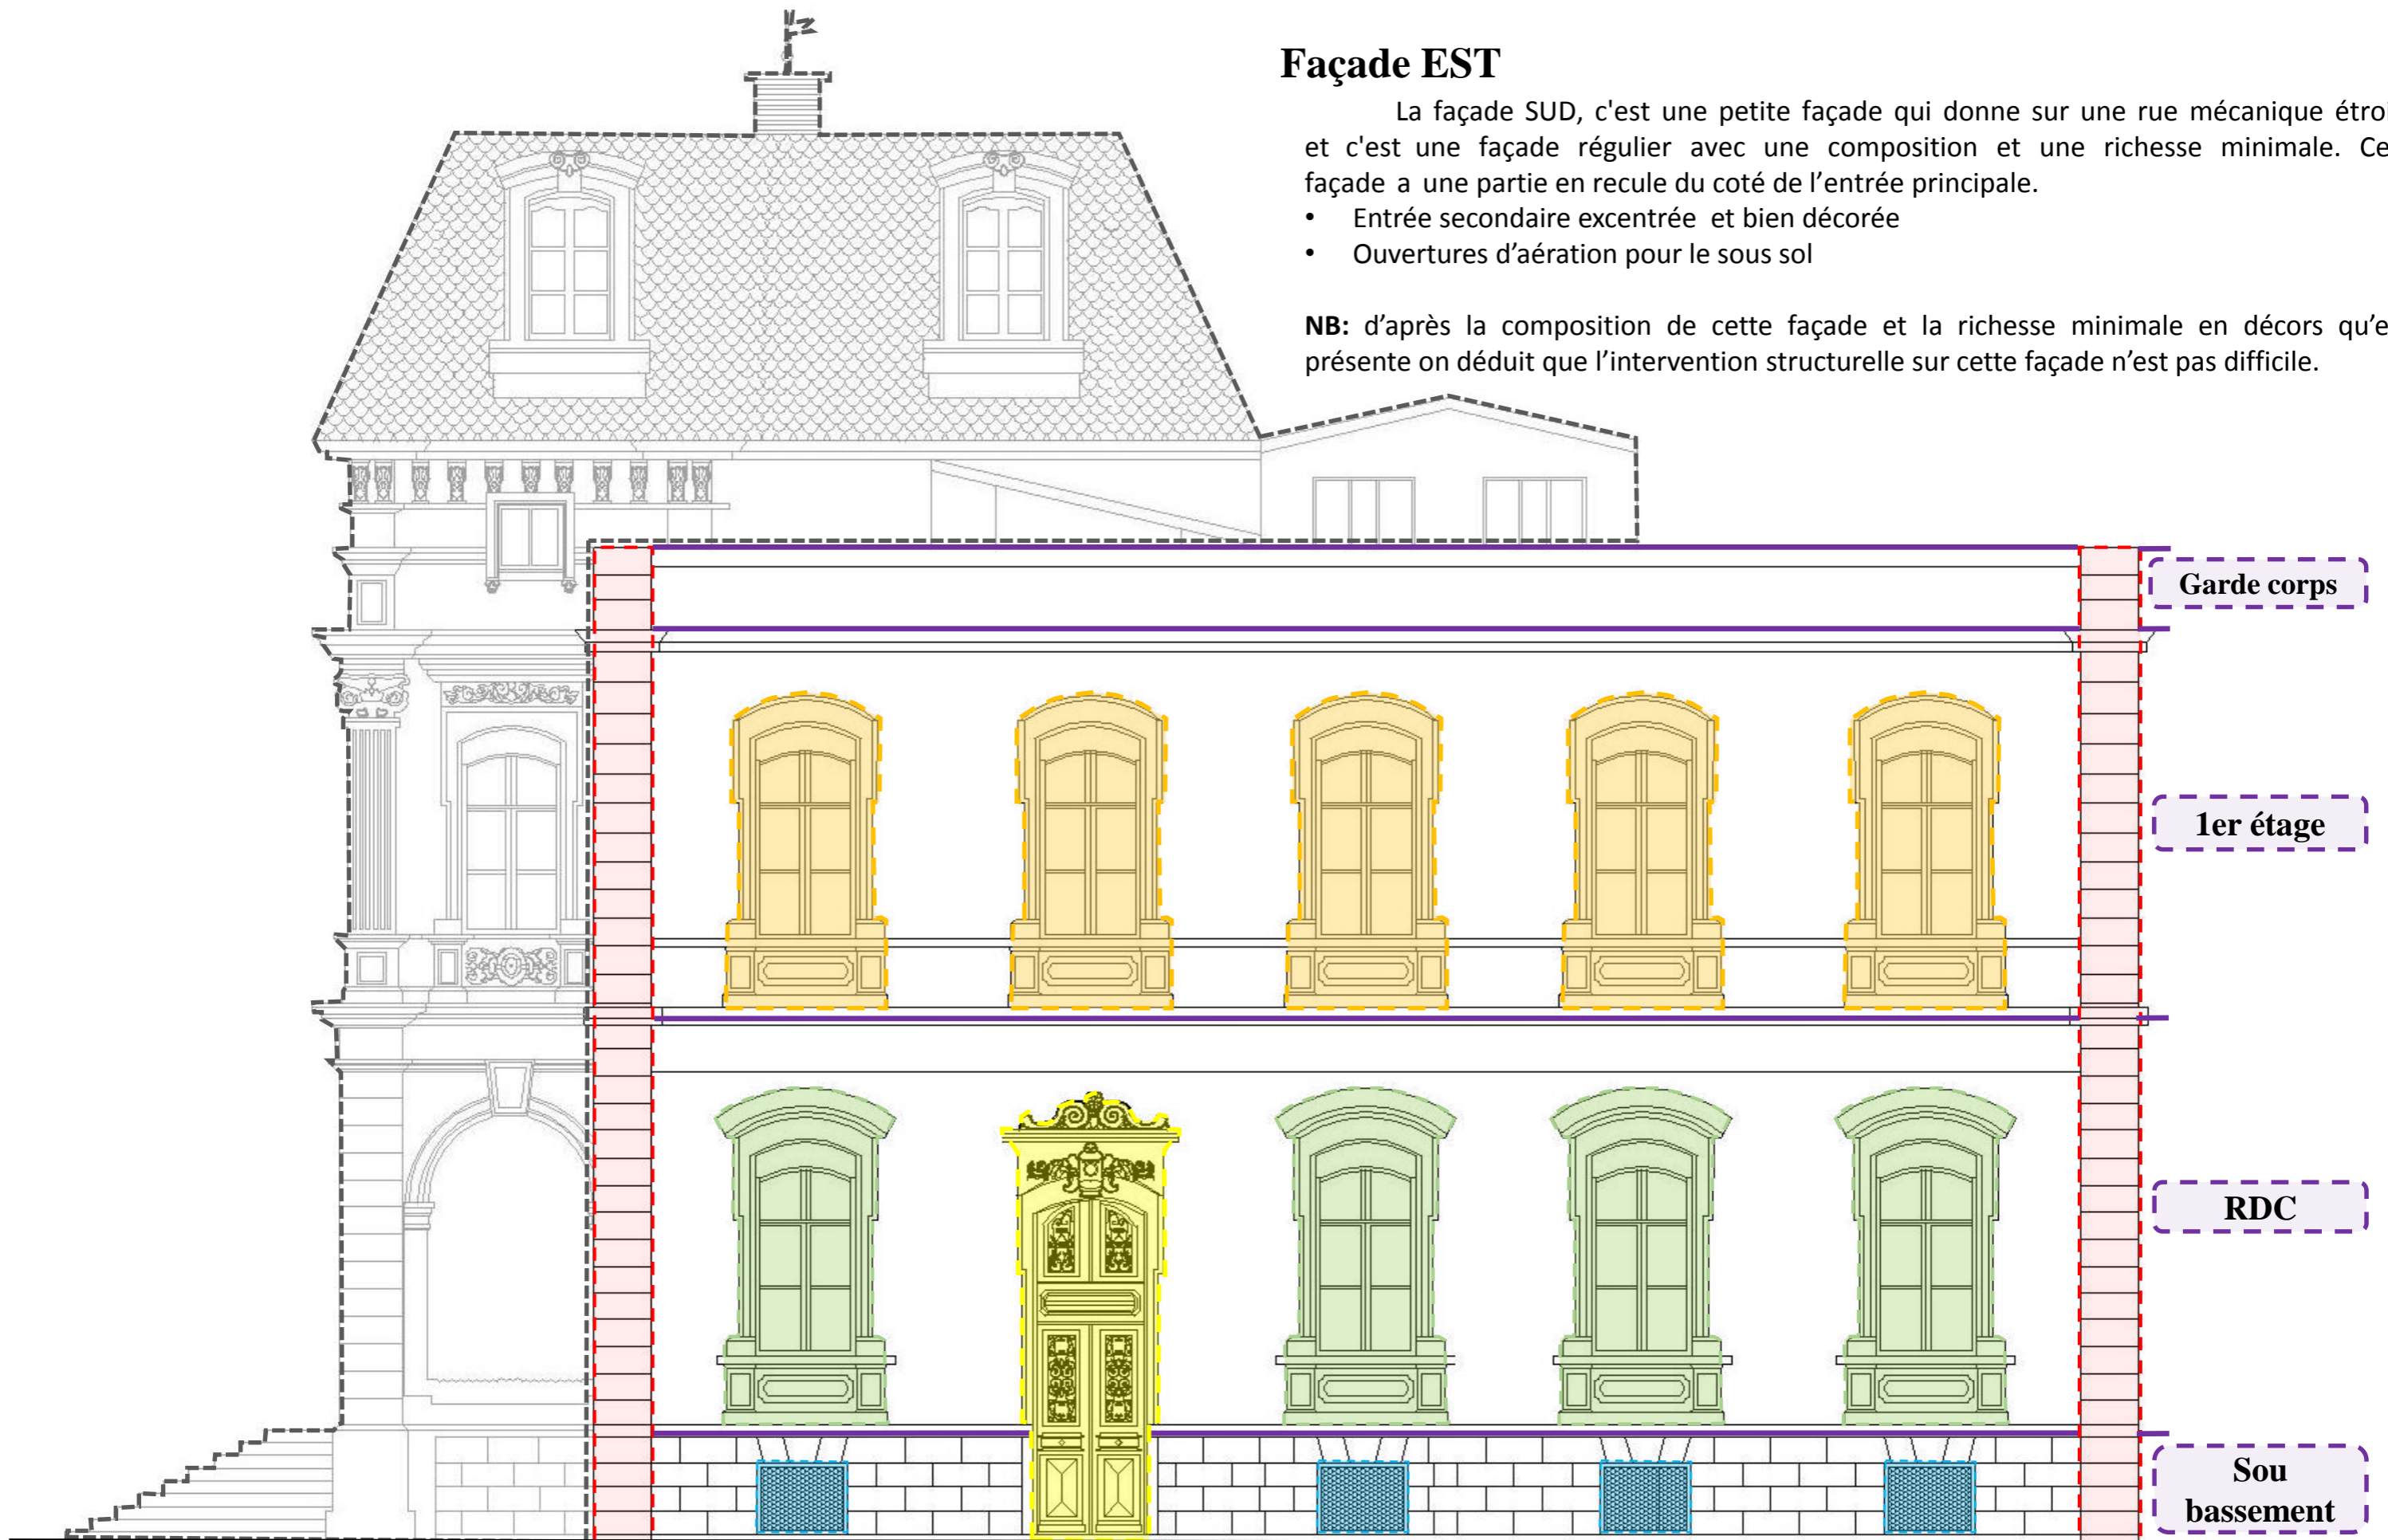 Façade EST
La façade SUD, c'est une petite façade qui donne sur une rue mécanique
et c'est une façade régulier avec une composition et une richesse minimale.
façade a une partie en recule du coté de l’entrée principale.
• Entrée secondaire excentrée et bien décorée
• Ouvertures d’aération pour le sous sol
NB: d’après la composition de cette façade et la richesse minimale en décors
présente on déduit que l’intervention structurelle sur cette façade n’est pas difficile.
Garde corps
1er étage
RDC
Sou
bassement